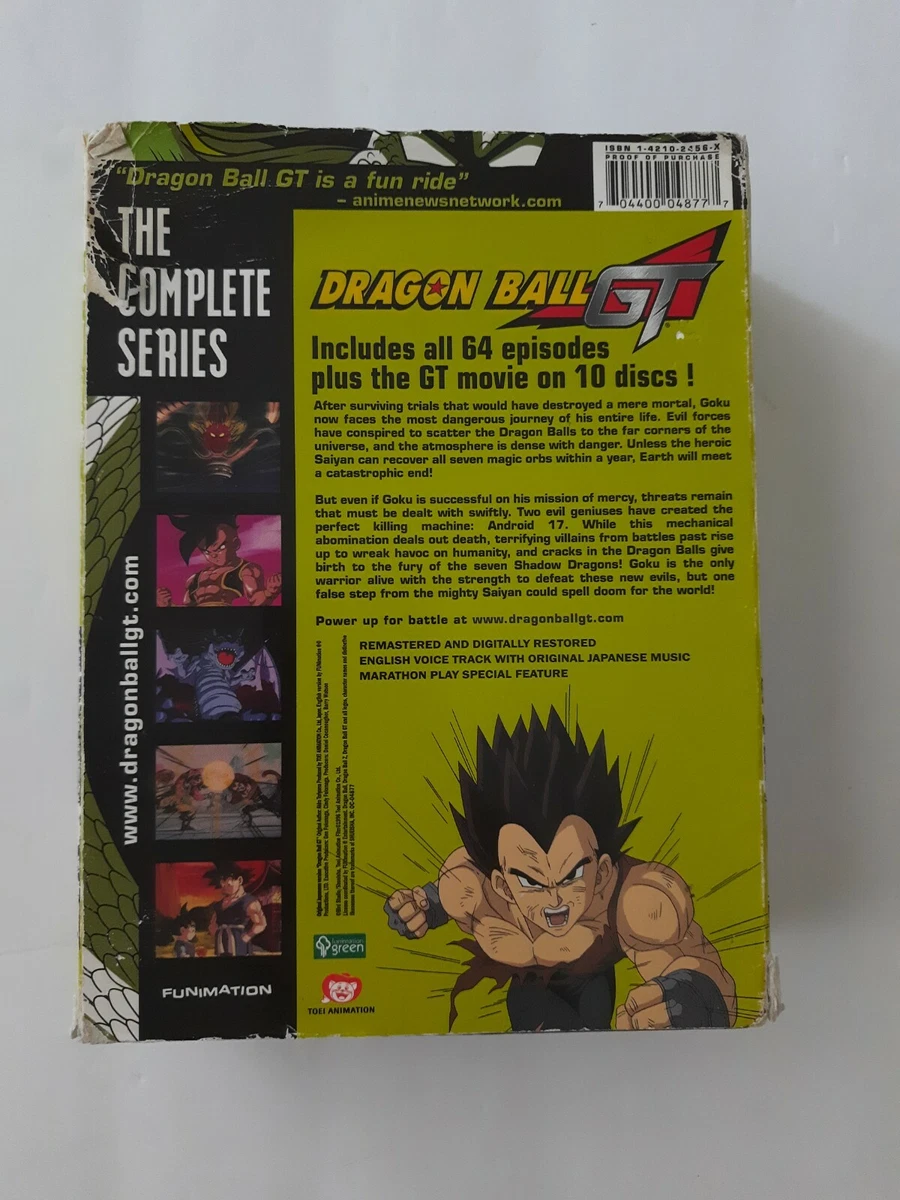 "Dragon Ball GT is a fun ride"
– animenewsnetwork.com
ISBN 1-4210-2456-X
PROOF OF PURCHASE
7 04400 04877 7
THE
COMPLETE
SERIES
DRAGON BALL GT
Includes all 64 episodes
plus the GT movie on 10 discs !
After surviving trials that would have destroyed a mere mortal, Goku
now faces the most dangerous journey of his entire life. Evil forces
have conspired to scatter the Dragon Balls to the far corners of the
universe, and the atmosphere is dense with danger. Unless the heroic
Saiyan can recover all seven magic orbs within a year, Earth will meet
a catastrophic end!
But even if Goku is successful on his mission of mercy, threats remain
that must be dealt with swiftly. Two evil geniuses have created the
perfect killing machine: Android 17. While this mechanical
abomination deals out death, terrifying villains from battles past rise
up to wreak havoc on humanity, and cracks in the Dragon Balls give
birth to the fury of the seven Shadow Dragons! Goku is the only
warrior alive with the strength to defeat these new evils, but one
false step from the mighty Saiyan could spell doom for the world!
Power up for battle at www.dragonballgt.com
REMASTERED AND DIGITALLY RESTORED
ENGLISH VOICE TRACK WITH ORIGINAL JAPANESE MUSIC
MARATHON PLAY SPECIAL FEATURE
www.dragonballgt.com
FUNIMATION
green
TOEI ANIMATION